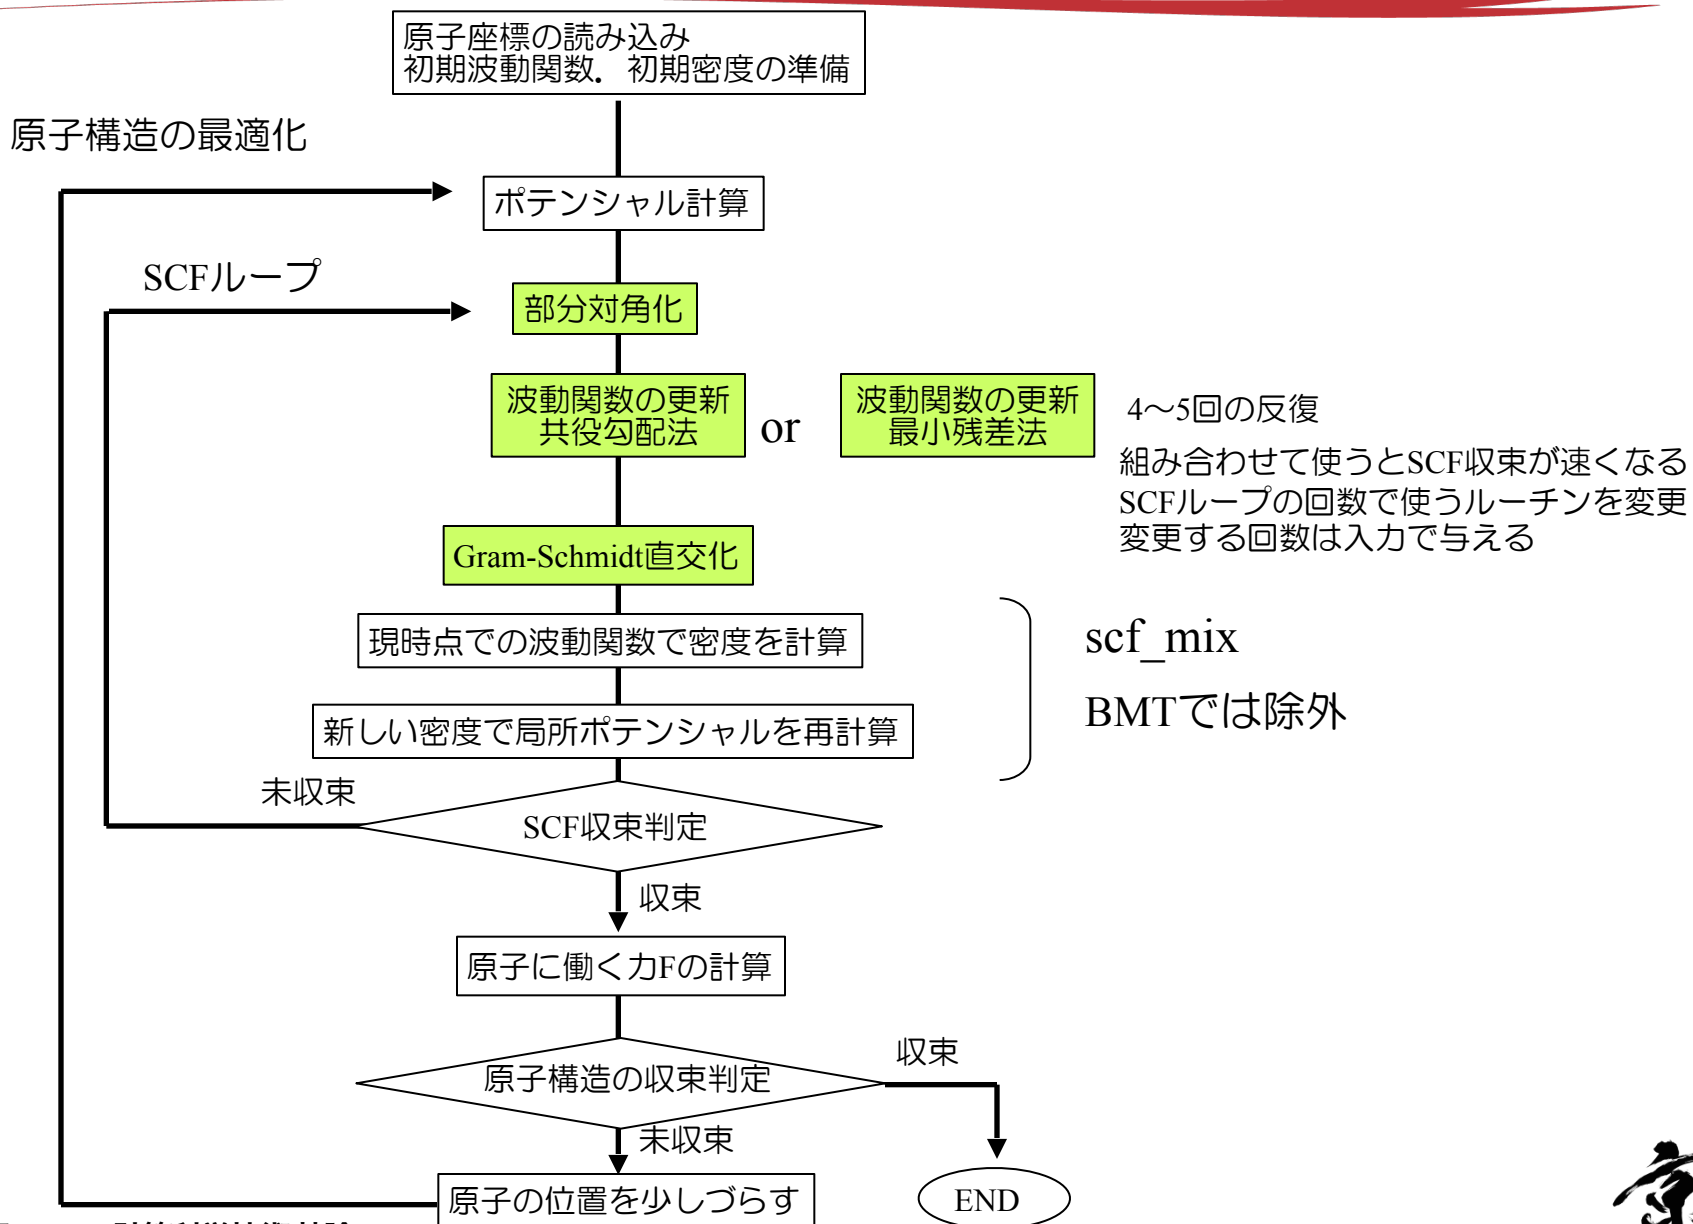 原子座標の読み込み
初期波動関数．初期密度の準備
原子構造の最適化
ポテンシャル計算
SCFループ
部分対角化
波動関数の更新
共役勾配法
or
波動関数の更新
最小残差法
4〜5回の反復
組み合わせて使うとSCF収束が速くなる
SCFループの回数で使うルーチンを変更
変更する回数は入力で与える
Gram-Schmidt直交化
現時点での波動関数で密度を計算
新しい密度で局所ポテンシャルを再計算
scf_mix
BMTでは除外
未収束
SCF収束判定
収束
原子に働く力Fの計算
原子構造の収束判定
収束
未収束
原子の位置を少しづらす
END